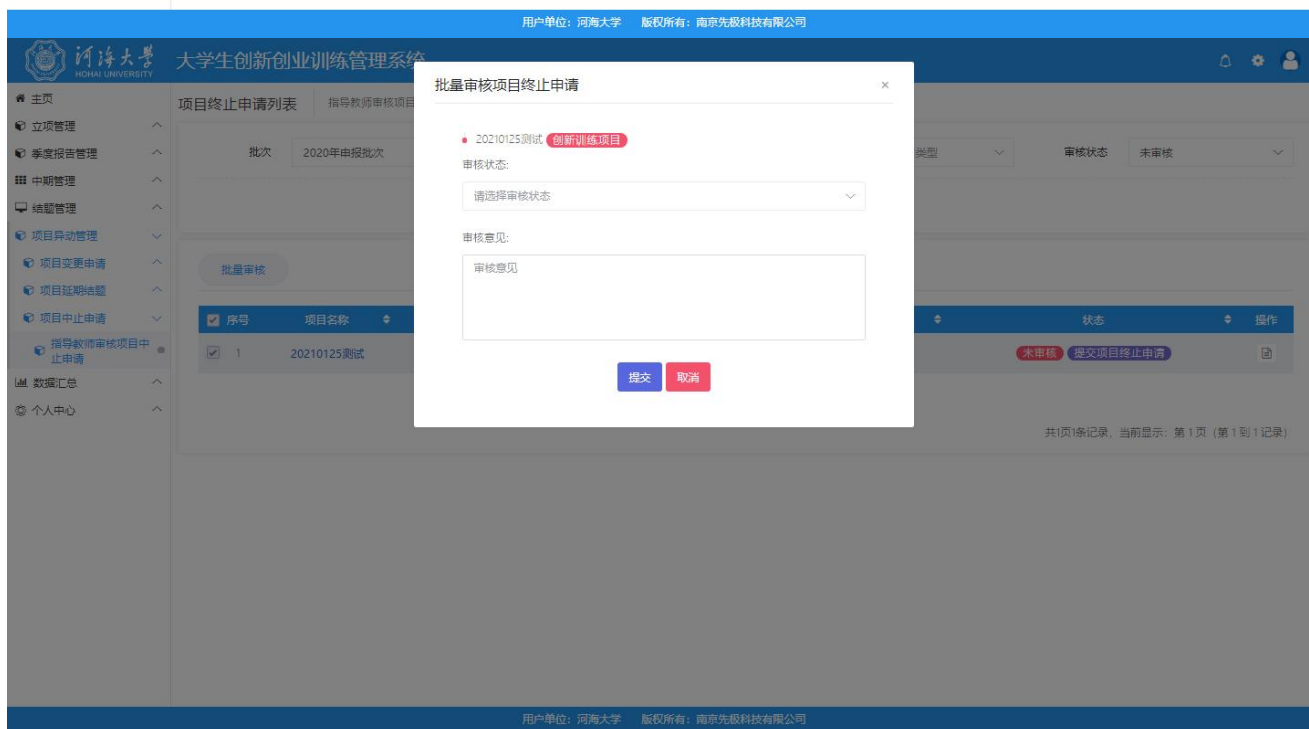 用户单位：河海大学 版权所有：南京先极科技有限公司
河海大学
HOHAI UNIVERSITY
大学生创新创业训练管理系统
主页
立项管理
季度报告管理
中期管理
结题管理
项目异动管理
项目变更申请
项目延期结题
项目中止申请
指导教师审核项目中
止申请
数据汇总
个人中心
项目终止申请列表 指导教师审核项目
批次 2020年申报批次 类型 审核状态 未审核
批量审核
序号 项目名称 状态 操作
1 20210125测试 未审核 提交项目终止申请
共1页1条记录，当前显示：第 1 页（第 1 到 1 记录）
批量审核项目终止申请 ×
20210125测试 创新训练项目
审核状态:
请选择审核状态
审核意见:
审核意见
提交 取消
用户单位：河海大学 版权所有：南京先极科技有限公司